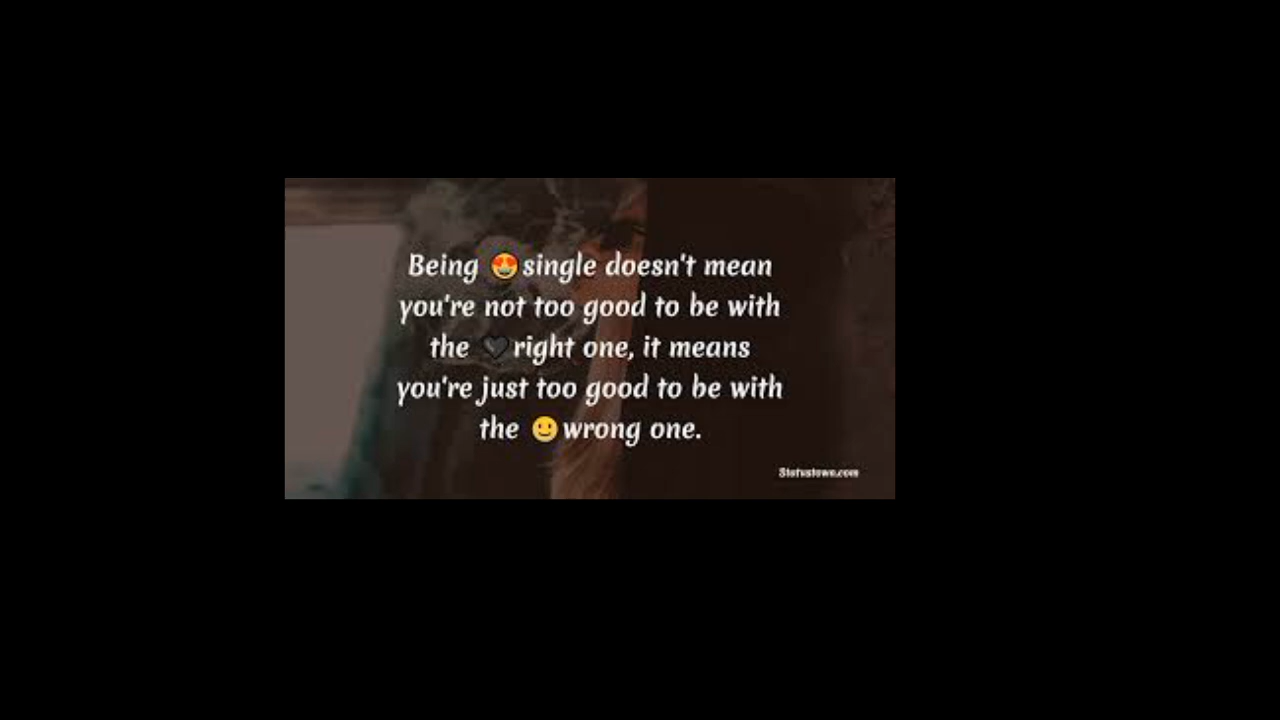 Being 😍single doesn't mean
you're not too good to be with
the 🖤right one, it means
you're just too good to be with
the 🙂wrong one.
Statustown.com